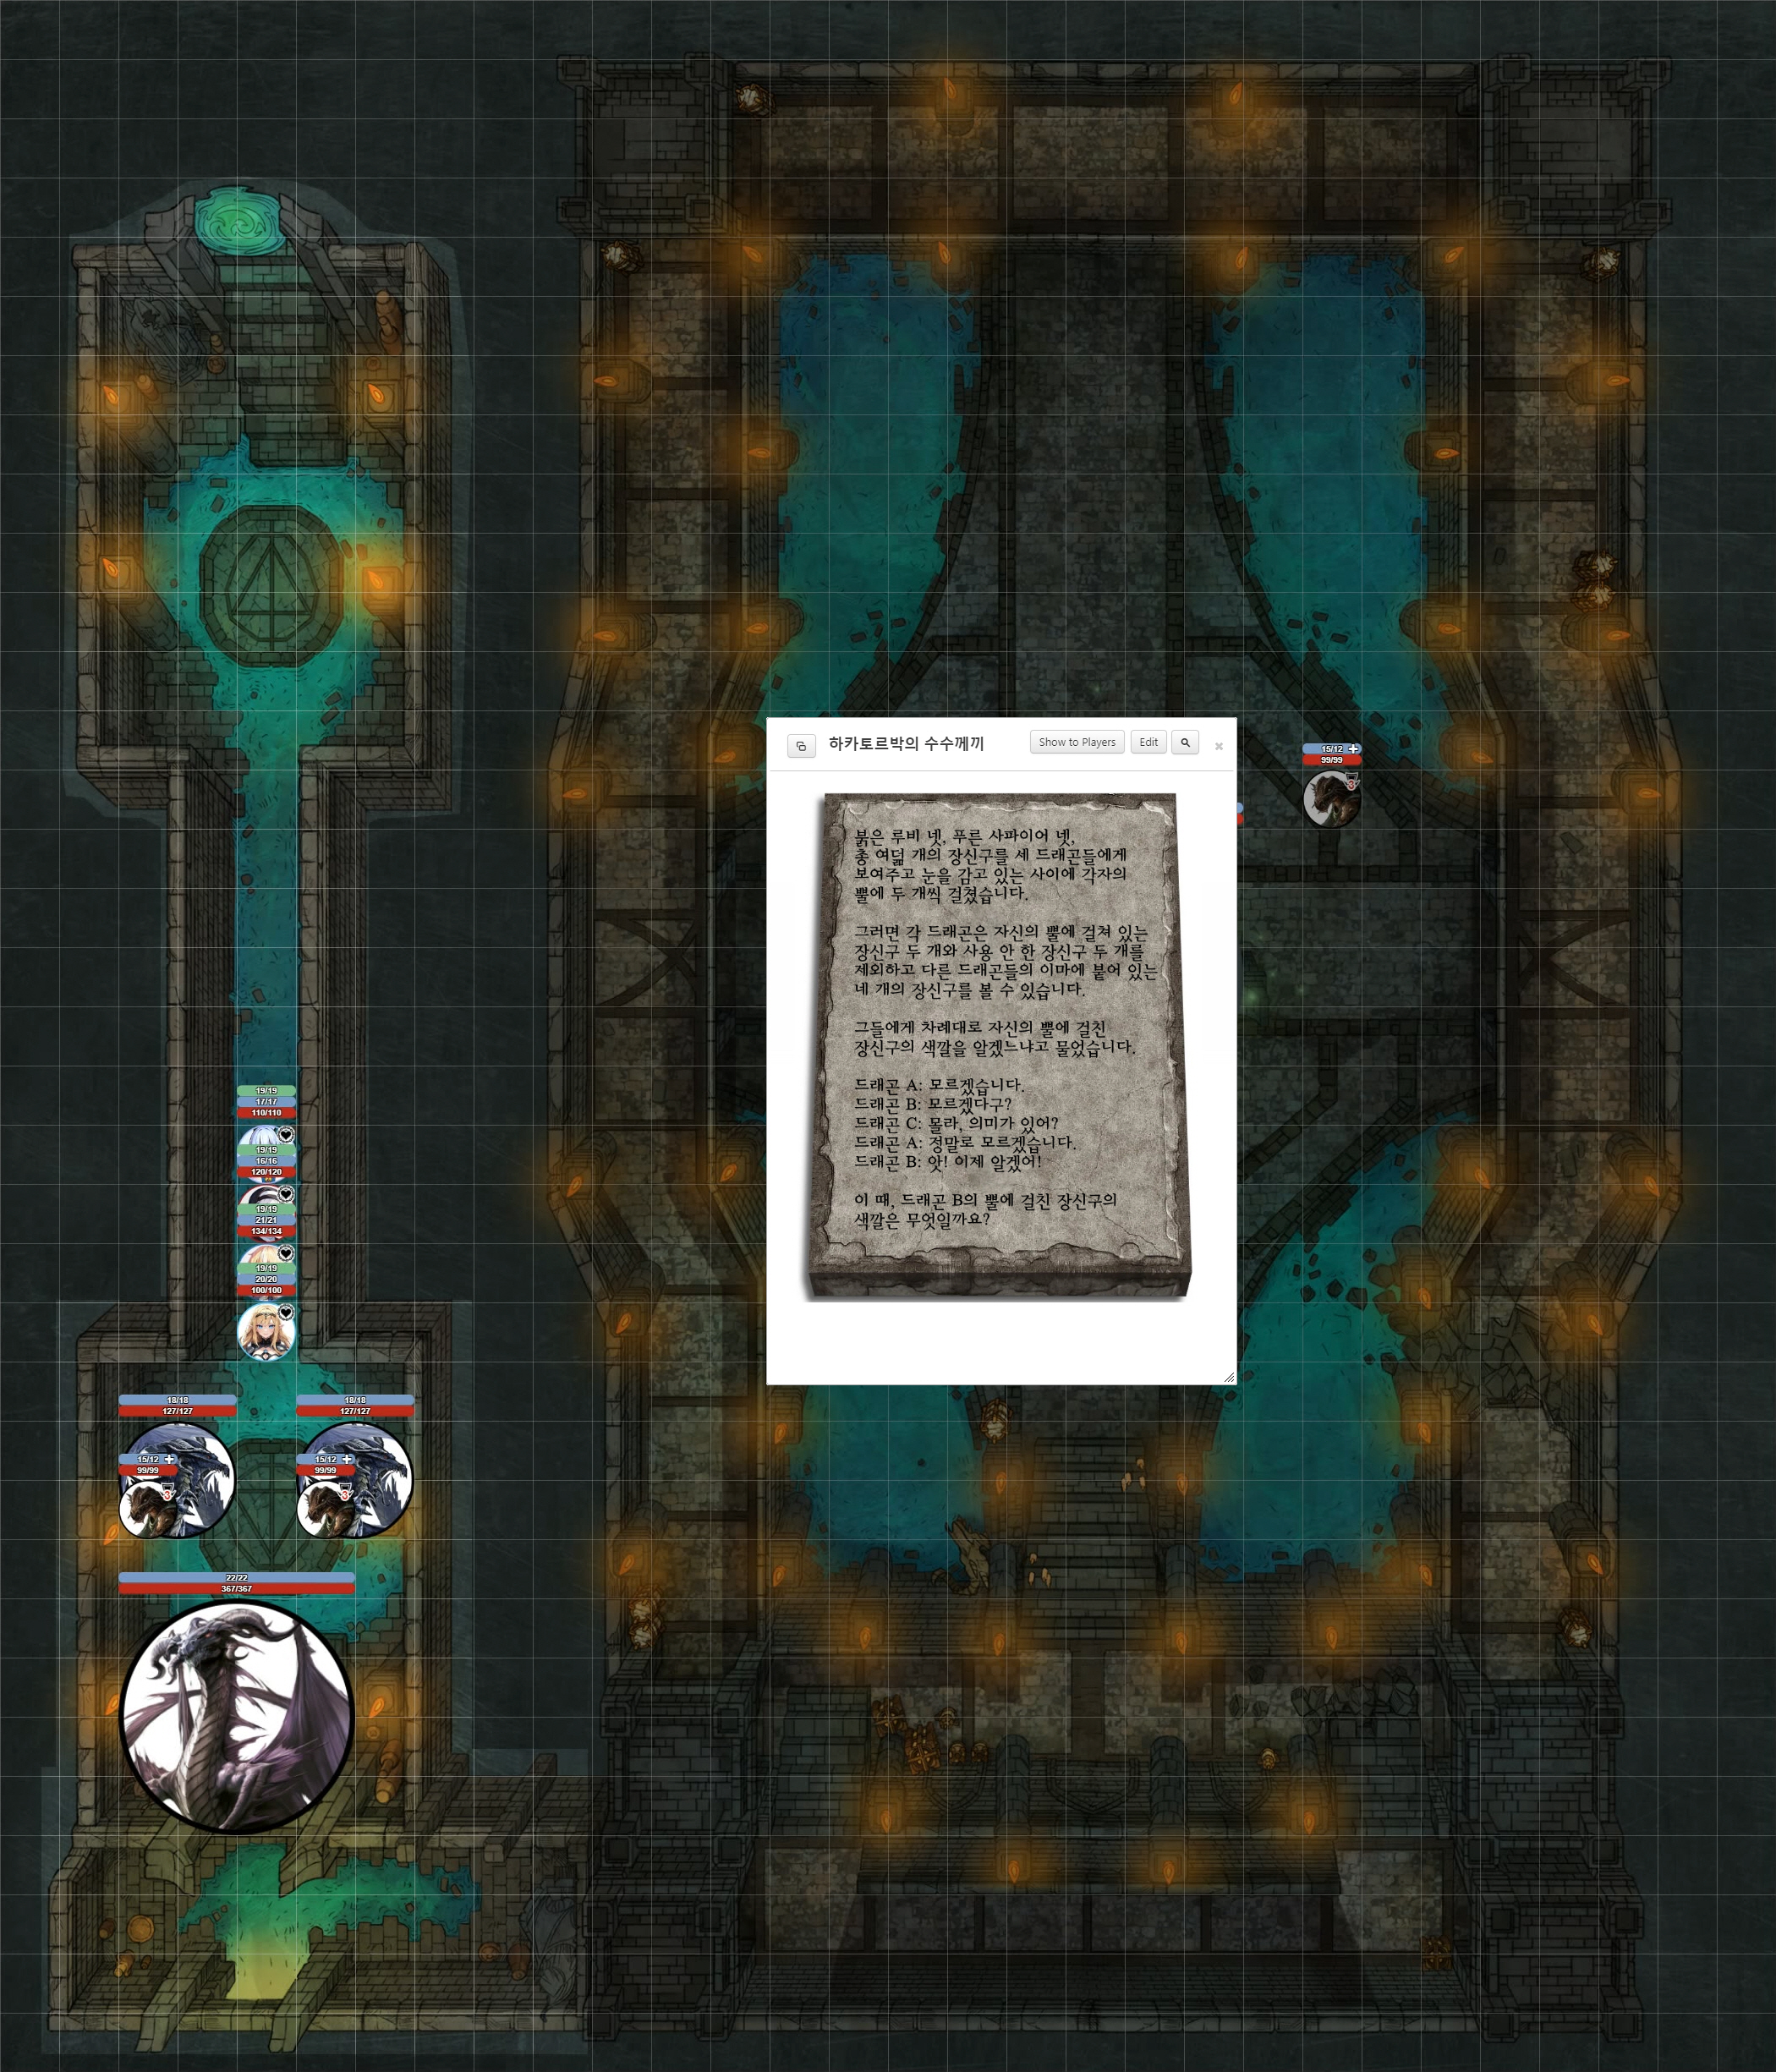 하카토르박의 수수께끼
Show to Players
Edit
붉은 루비 넷, 푸른 사파이어 넷,
총 여덟 개의 장신구를 세 드래곤들에게
보여주고 눈을 감고 있는 사이에 각자의
뿔에 두 개씩 걸쳤습니다.
그러면 각 드래곤은 자신의 뿔에 걸쳐 있는
장신구 두 개와 사용 안 한 장신구 두 개를
제외하고 다른 드래곤들의 이마에 붙어 있는
네 개의 장신구를 볼 수 있습니다.
그들에게 차례대로 자신의 뿔에 걸친
장신구의 색깔을 알겠느냐고 물었습니다.
드래곤 A: 모르겠습니다.
드래곤 B: 모르겠다구?
드래곤 C: 몰라, 의미가 있어?
드래곤 A: 정말로 모르겠습니다.
드래곤 B: 앗! 이제 알겠어!
이 때, 드래곤 B의 뿔에 걸친 장신구의
색깔은 무엇일까요?
15/12
99/99
3
19/19
17/17
110/110
19/19
16/16
120/120
19/19
21/21
134/134
19/19
20/20
100/100
18/18
127/127
18/18
127/127
15/12
99/99
3
15/12
99/99
3
22/22
367/367